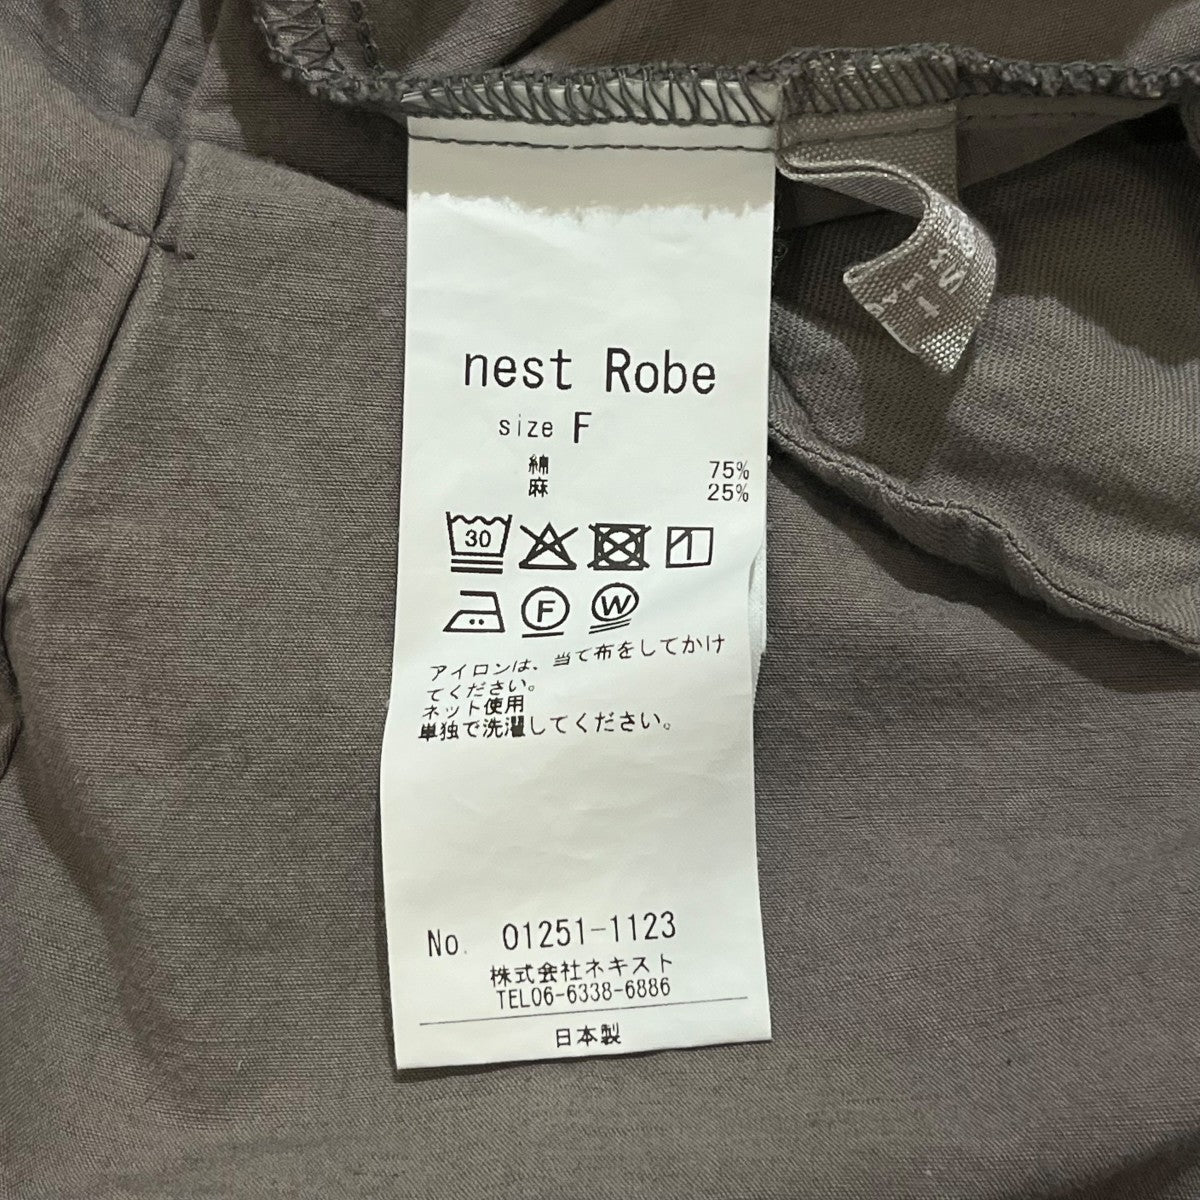 nest Robe
size F
綿 75%
麻 25%
30
F W
アイロンは、当て布をしてかけ
てください。
ネット使用
単独で洗濯してください。
No. 01251-1123
株式会社ネキスト
TEL06-6338-6886
日本製